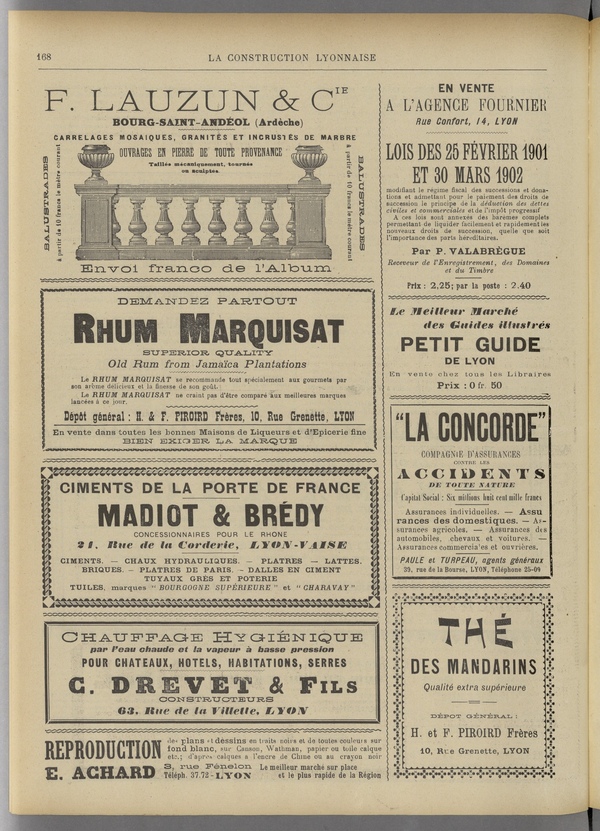 168
LA CONSTRUCTION LYONNAISE
F. LAUZUN & CIE
BOURG-SAINT-ANDÉOL (Ardèche)
CARRELAGES MOSAIQUES, GRANITÉS ET INCRUSTÉS DE MARBRE
OUVRAGES EN PIERRE DE TOUTE PROVENANCE
Taillés mécaniquement, tournés
ou sculptés.
BALUSTRADES
à partir de 10 francs le mètre courant
BALUSTRADES
à partir de 10 francs le mètre courant
Envoi franco de l'Album
DEMANDEZ PARTOUT
RHUM MARQUISAT
SUPERIOR QUALITY
Old Rum from Jamaïca Plantations
Le RHUM MARQUISAT se recommande tout spécialement aux gourmets par
son arôme délicieux et la finesse de son goût.
Le RHUM MARQUISAT ne craint pas d'être comparé aux meilleures marques
lancées à ce jour.
Dépôt général : H. & F. PIROIRD Frères, 10, Rue Grenette, LYON
En vente dans toutes les bonnes Maisons de Liqueurs et d'Epicerie fine
BIEN EXIGER LA MARQUE
CIMENTS DE LA PORTE DE FRANCE
MADIOT & BRÉDY
CONCESSIONNAIRES POUR LE RHONE
21, Rue de la Corderie, LYON-VAISE
CIMENTS. — CHAUX HYDRAULIQUES. — PLATRES — LATTES.
BRIQUES. — PLATRES DE PARIS. — DALLES EN CIMENT
TUYAUX GRÉS ET POTERIE
TUILES, marques "BOURGOGNE SUPÉRIEURE" et "CHARAVAY"
CHAUFFAGE HYGIÉNIQUE
par l'eau chaude et la vapeur à basse pression
POUR CHATEAUX, HOTELS, HABITATIONS, SERRES
C. DREVET & FILS
CONSTRUCTEURS
63, Rue de la Villette, LYON
REPRODUCTION des plans et dessins en traits noirs et de toutes couleurs sur
fond blanc, sur Canson, Wathman, papier ou toile calque
etc.; d'après calques a l'encre de Chine ou au crayon noir
E. ACHARD 3, rue Fénelon Le meilleur marché sur place
Téléph. 37.72 - LYON et le plus rapide de la Région
EN VENTE
A L'AGENCE FOURNIER
Rue Confort, 14, LYON
LOIS DES 25 FÉVRIER 1901
ET 30 MARS 1902
modifiant le régime fiscal des successions et dona-
tions et admettant pour le paiement des droits de
succession le principe de la déduction des dettes
civiles et commerciales et de l'impôt progressif
A ces lois sont annexés des barèmes complets
permettant de liquider facilement et rapidement les
nouveaux droits de succession, quelle que soit
l'importance des parts héréditaires.
Par P. VALABRÈGUE
Receveur de l'Enregistrement, des Domaines
et du Timbre
Prix : 2.25; par la poste : 2.40
Le Meilleur Marché
des Guides illustrés
PETIT GUIDE
DE LYON
En vente chez tous les Libraires
Prix : 0 fr. 50
"LA CONCORDE"
COMPAGNIE D'ASSURANCES
CONTRE LES
ACCIDENTS
DE TOUTE NATURE
Capital Social : Six millions huit cent mille francs
Assurances individuelles. — Assu
rances des domestiques. — As-
surances agricoles. — Assurances des
automobiles, chevaux et voitures. —
Assurances commerciales et ouvrières.
PAULE et TURPEAU, agents généraux
39, rue de la Bourse, LYON, Téléphone 25-09
THÉ
DES MANDARINS
Qualité extra supérieure
DÉPOT GÉNÉRAL :
H. et F. PIROIRD Frères
10, Rue Grenette, LYON